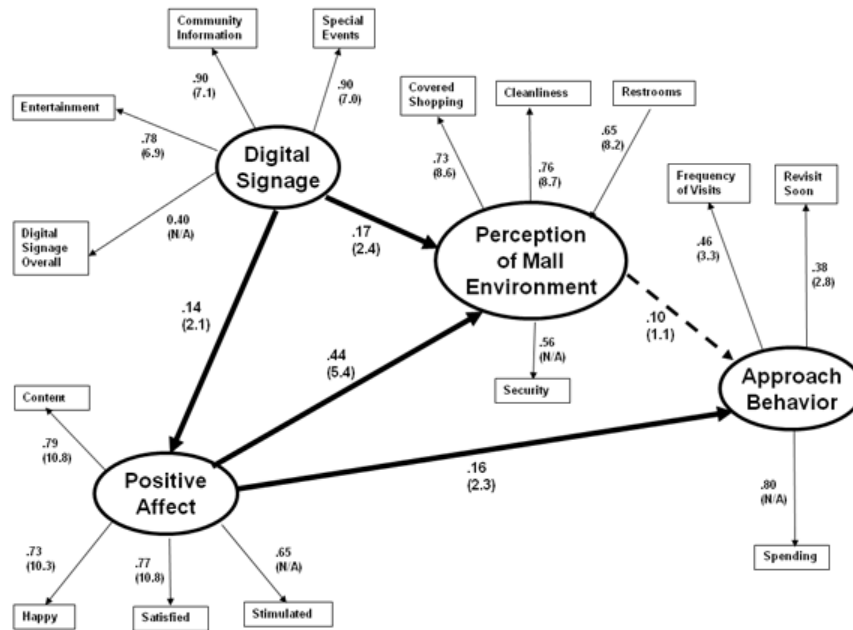 Community
Information
Special
Events
.90
(7.1)
.90
(7.0)
Entertainment
.78
(6.9)
Digital
Signage
0.40
(N/A)
Digital
Signage
Overall
Covered
Shopping
Cleanliness
Restrooms
.73
(8.6)
.76
(8.7)
.65
(8.2)
Frequency
of Visits
Revisit
Soon
.17
(2.4)
Perception
of Mall
Environment
.46
(3.3)
.38
(2.8)
.14
(2.1)
.44
(5.4)
.10
(1.1)
.56
(N/A)
Security
Approach
Behavior
Content
.79
(10.8)
Positive
Affect
.16
(2.3)
.80
(N/A)
Spending
.73
(10.3)
.77
(10.8)
.65
(N/A)
Happy
Satisfied
Stimulated